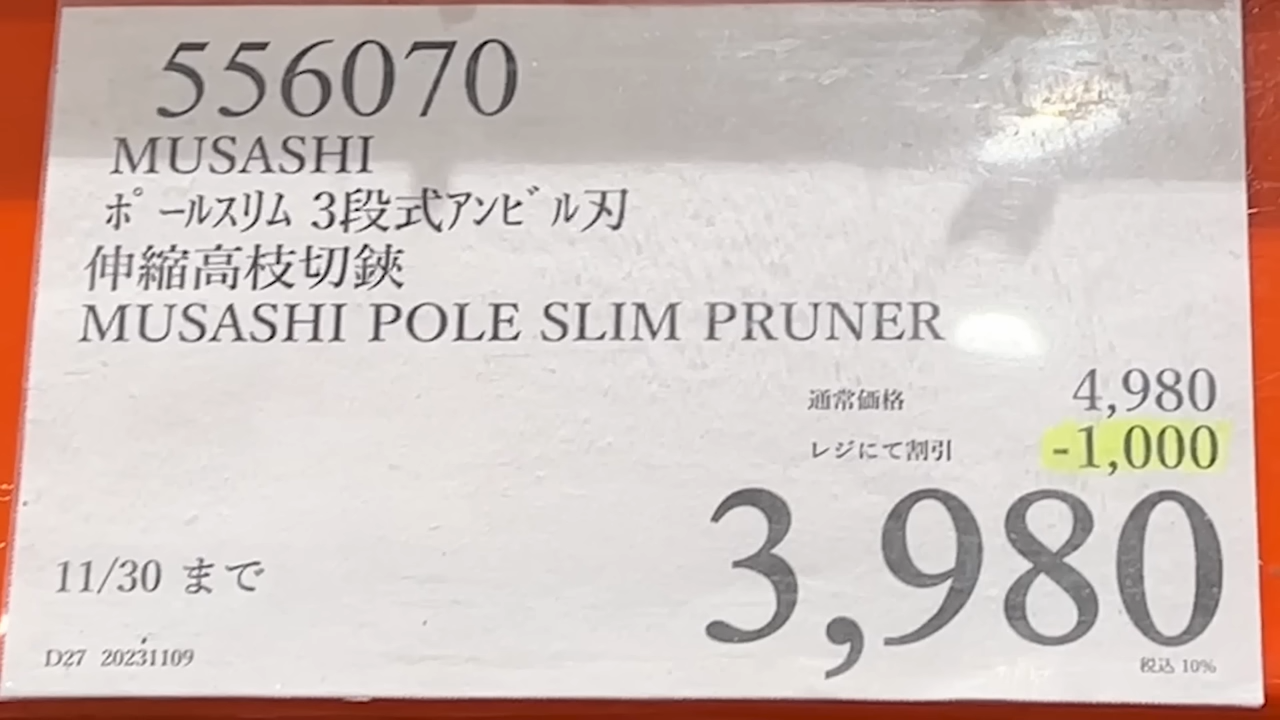 556070
MUSASHI
ﾎﾟｰﾙｽﾘﾑ 3段式ｱﾝﾋﾞﾙ刃
伸縮高枝切鋏
MUSASHI POLE SLIM PRUNER
通常価格 4,980
レジにて割引 -1,000
3,980
11/30 まで
D27 20231109
税込 10%